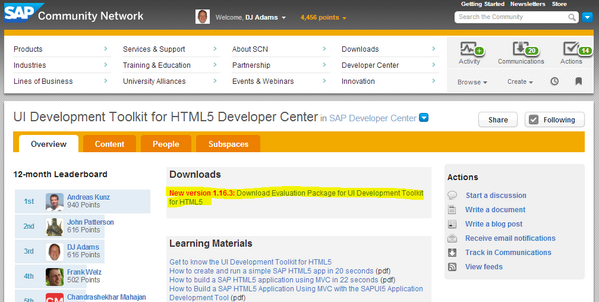 Getting Started Newsletters Store
SAP Community Network
Welcome, DJ Adams
4,456 points
Search the Community
Products
Services & Support
About SCN
Downloads
Industries
Training & Education
Partnership
Developer Center
Lines of Business
University Alliances
Events & Webinars
Innovation
+
20
14
Activity
Communications
Actions
Browse
Create
UI Development Toolkit for HTML5 Developer Center in SAP Developer Center
Share
Following
Overview
Content
People
Subspaces
12-month Leaderboard
1st
Andreas Kunz
940 Points
2nd
John Patterson
616 Points
3rd
DJ Adams
616 Points
4th
Frank Welz
502 Points
5th
Chandrashekhar Mahajan
Downloads
New version 1.16.3: Download Evaluation Package for UI Development Toolkit
for HTML5
Learning Materials
Get to know the UI Development Toolkit for HTML5
How to create and run a simple SAP HTML5 app in 20 seconds (pdf)
How to build a SAP HTML5 application using MVC in 22 seconds (pdf)
How to Build a SAP HTML5 Application Using MVC with the SAPUI5 Application
Development Tool (pdf)
Actions
Start a discussion
Write a document
Write a blog post
Receive email notifications
Track in Communications
View feeds